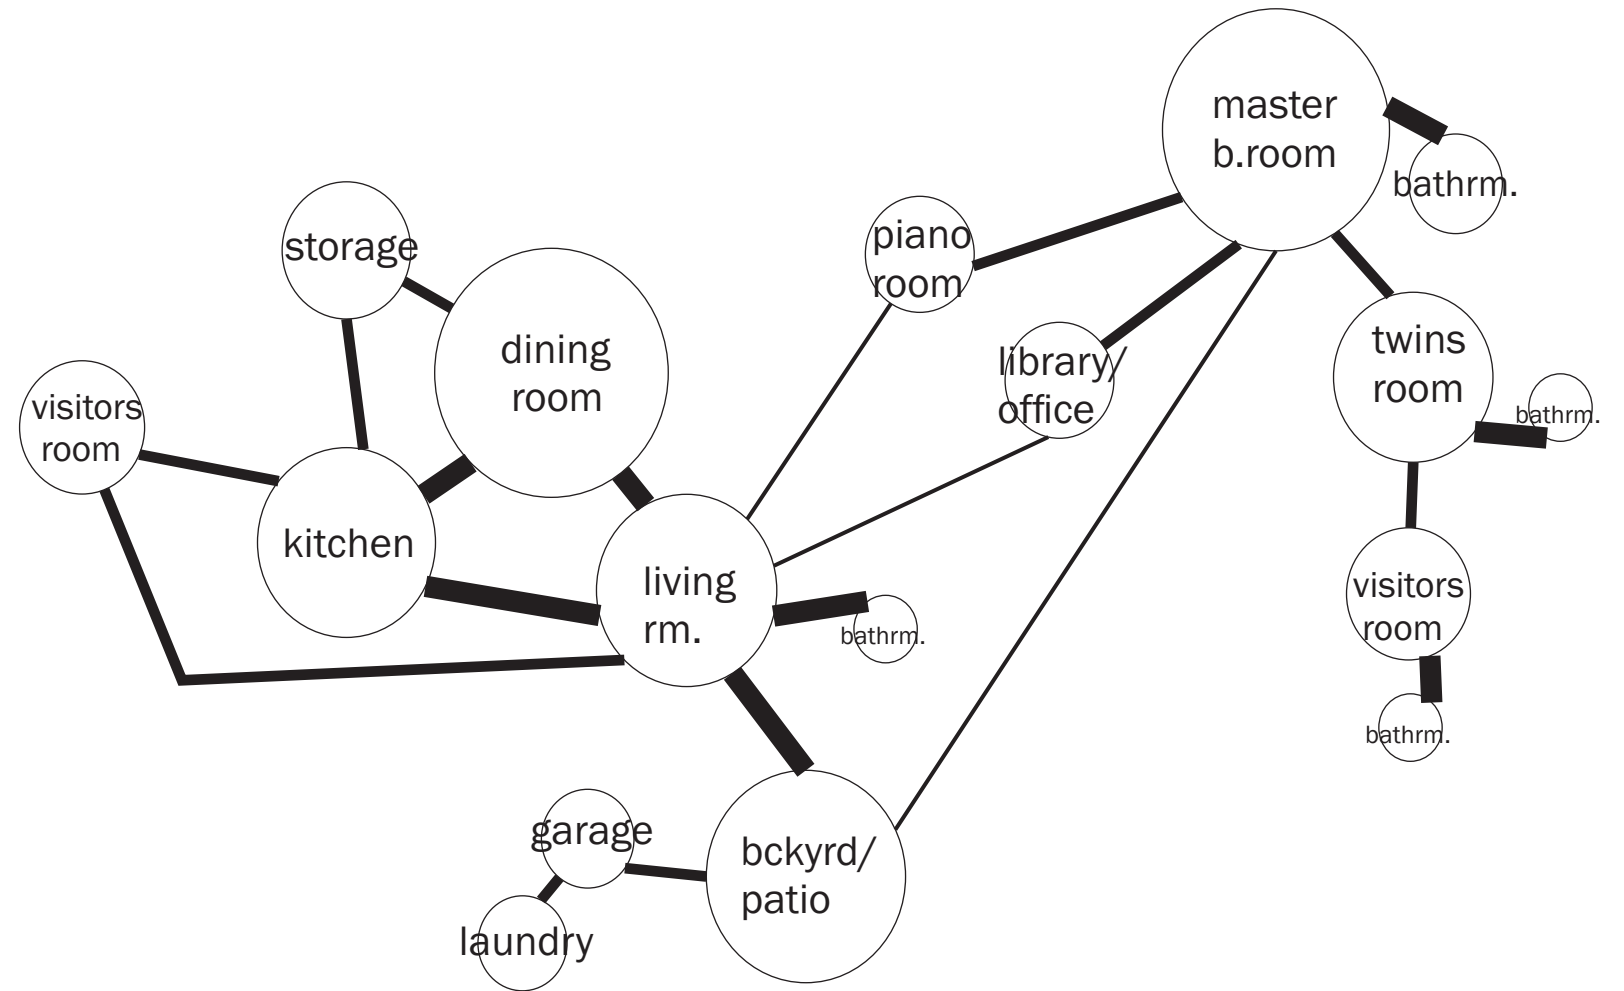 master
b.room
bathrm.
piano
room
storage
dining
room
library/
office
twins
room
bathrm.
visitors
room
kitchen
living
rm.
bathrm.
visitors
room
bathrm.
garage
bckyrd/
patio
laundry